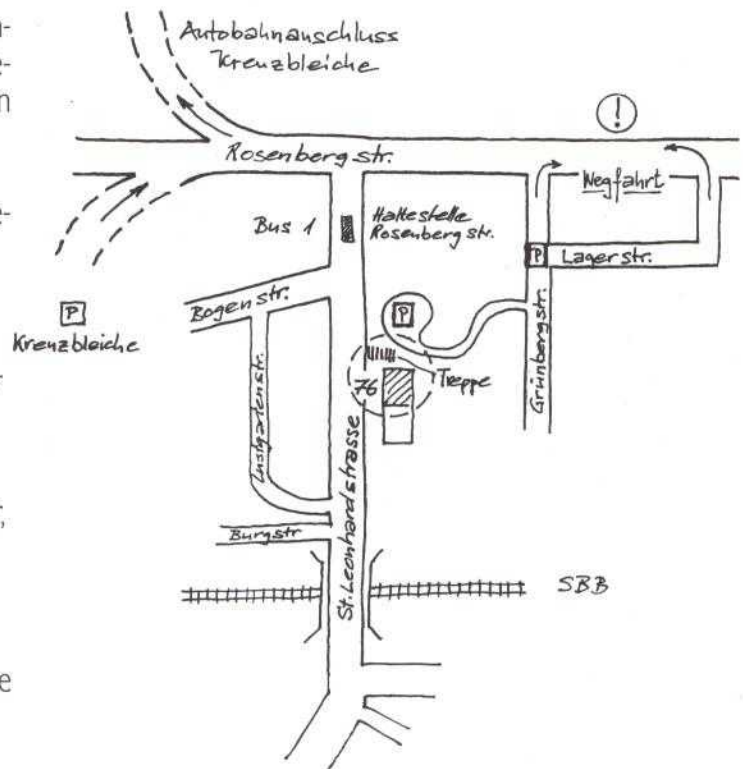 Autobahnanschluss
Kreuzbleiche
e-
n
!
Rosenbergstr.
Wegfahrt
e-
Bus 1
Haltestelle
Rosenbergstr.
P
Lagerstr.
Bogenstr.
P
P
Kreuzbleiche
Treppe
76
Grünbergstr.
Lustgartenstr.
St. Leonhardstrasse
Burgstr
SBB
e